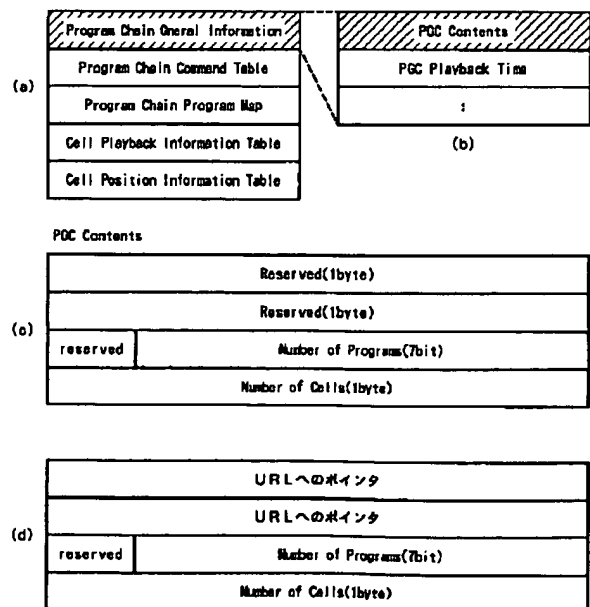 Program Chain Gneral Information
Program Chain Command Table
Program Chain Program Map
Cell Playback Information Table
Cell Position Information Table
(a)
PGC Contents
PGC Playback Time
:
(b)
PGC Contents
Reserved(1byte)
Reserved(1byte)
reserved Number of Programs(7bit)
Number of Cells(1byte)
(c)
URLへのポインタ
URLへのポインタ
reserved Number of Programs(7bit)
Number of Cells(1byte)
(d)